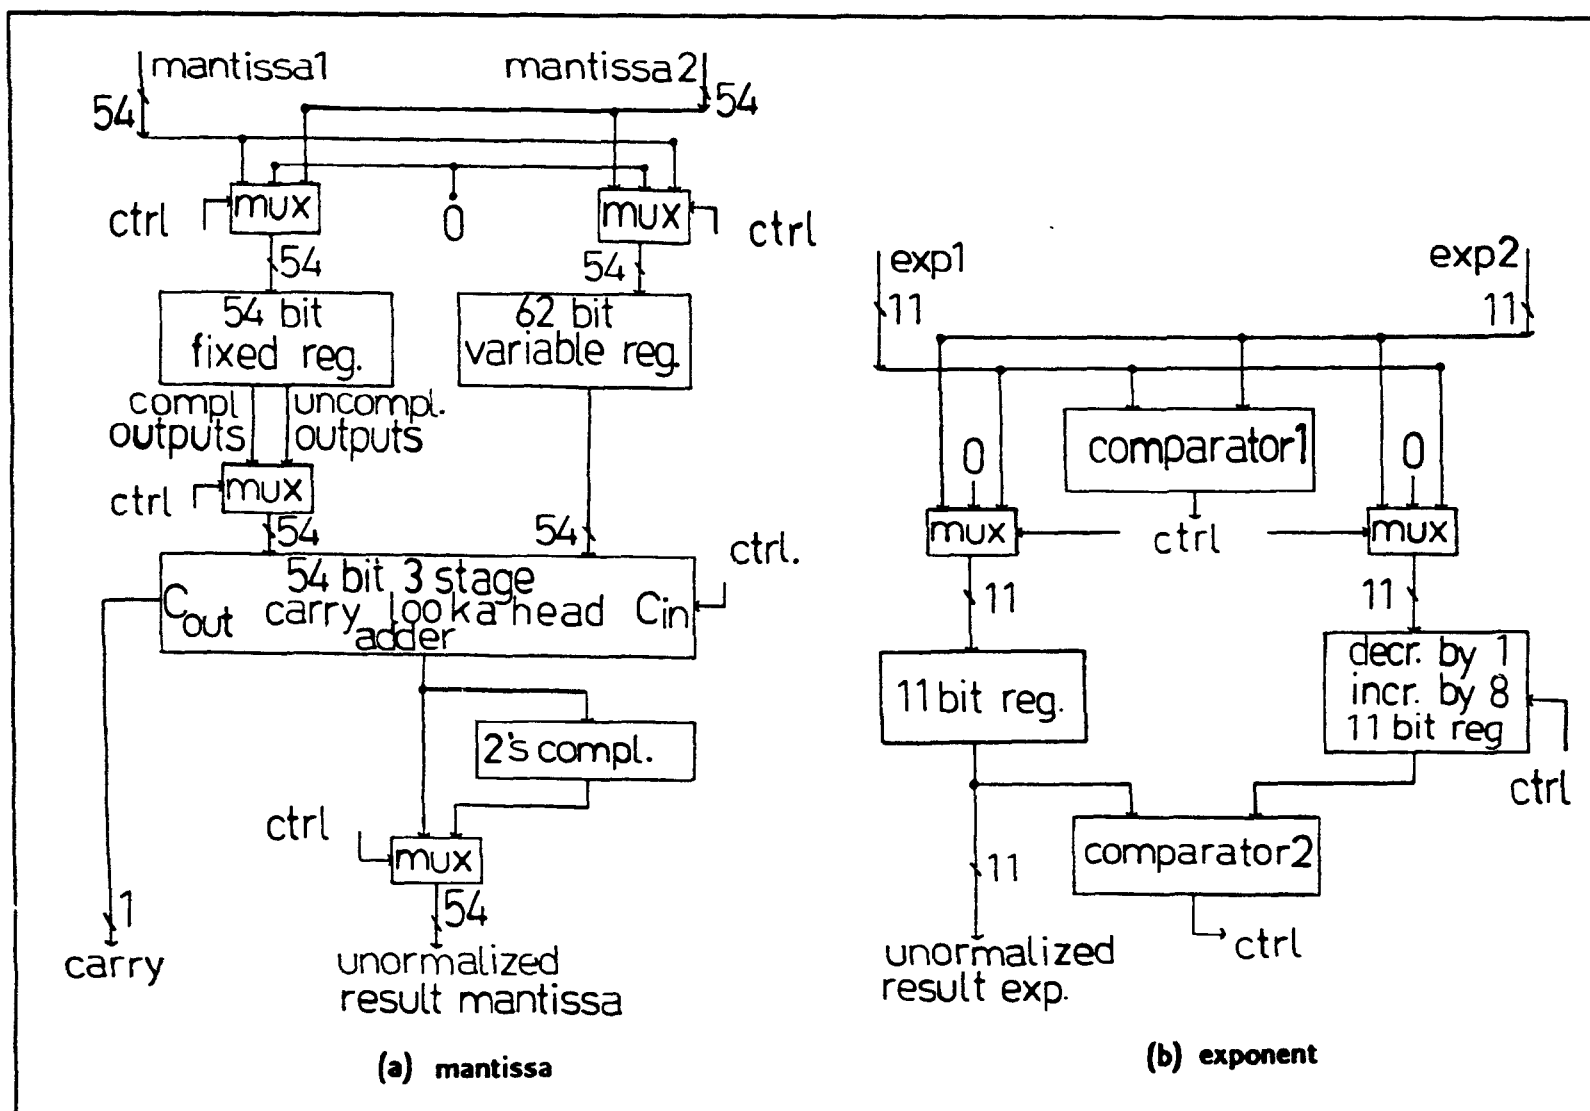 mantissa1
mantissa2
54
54
ctrl
mux
0
mux
ctrl
54
54
54 bit
fixed reg.
62 bit
variable reg.
compl
outputs
uncompl.
outputs
ctrl
mux
54
54
ctrl.
Cout
54 bit 3 stage
carry lookahead
adder
Cin
2's compl.
ctrl
mux
1
54
carry
unormalized
result mantissa
(a) mantissa
exp1
exp2
11
11
comparator1
0
0
mux
ctrl
mux
11
11
11 bit reg.
decr. by 1
incr. by 8
11 bit reg
ctrl
comparator2
11
ctrl
unormalized
result exp.
(b) exponent